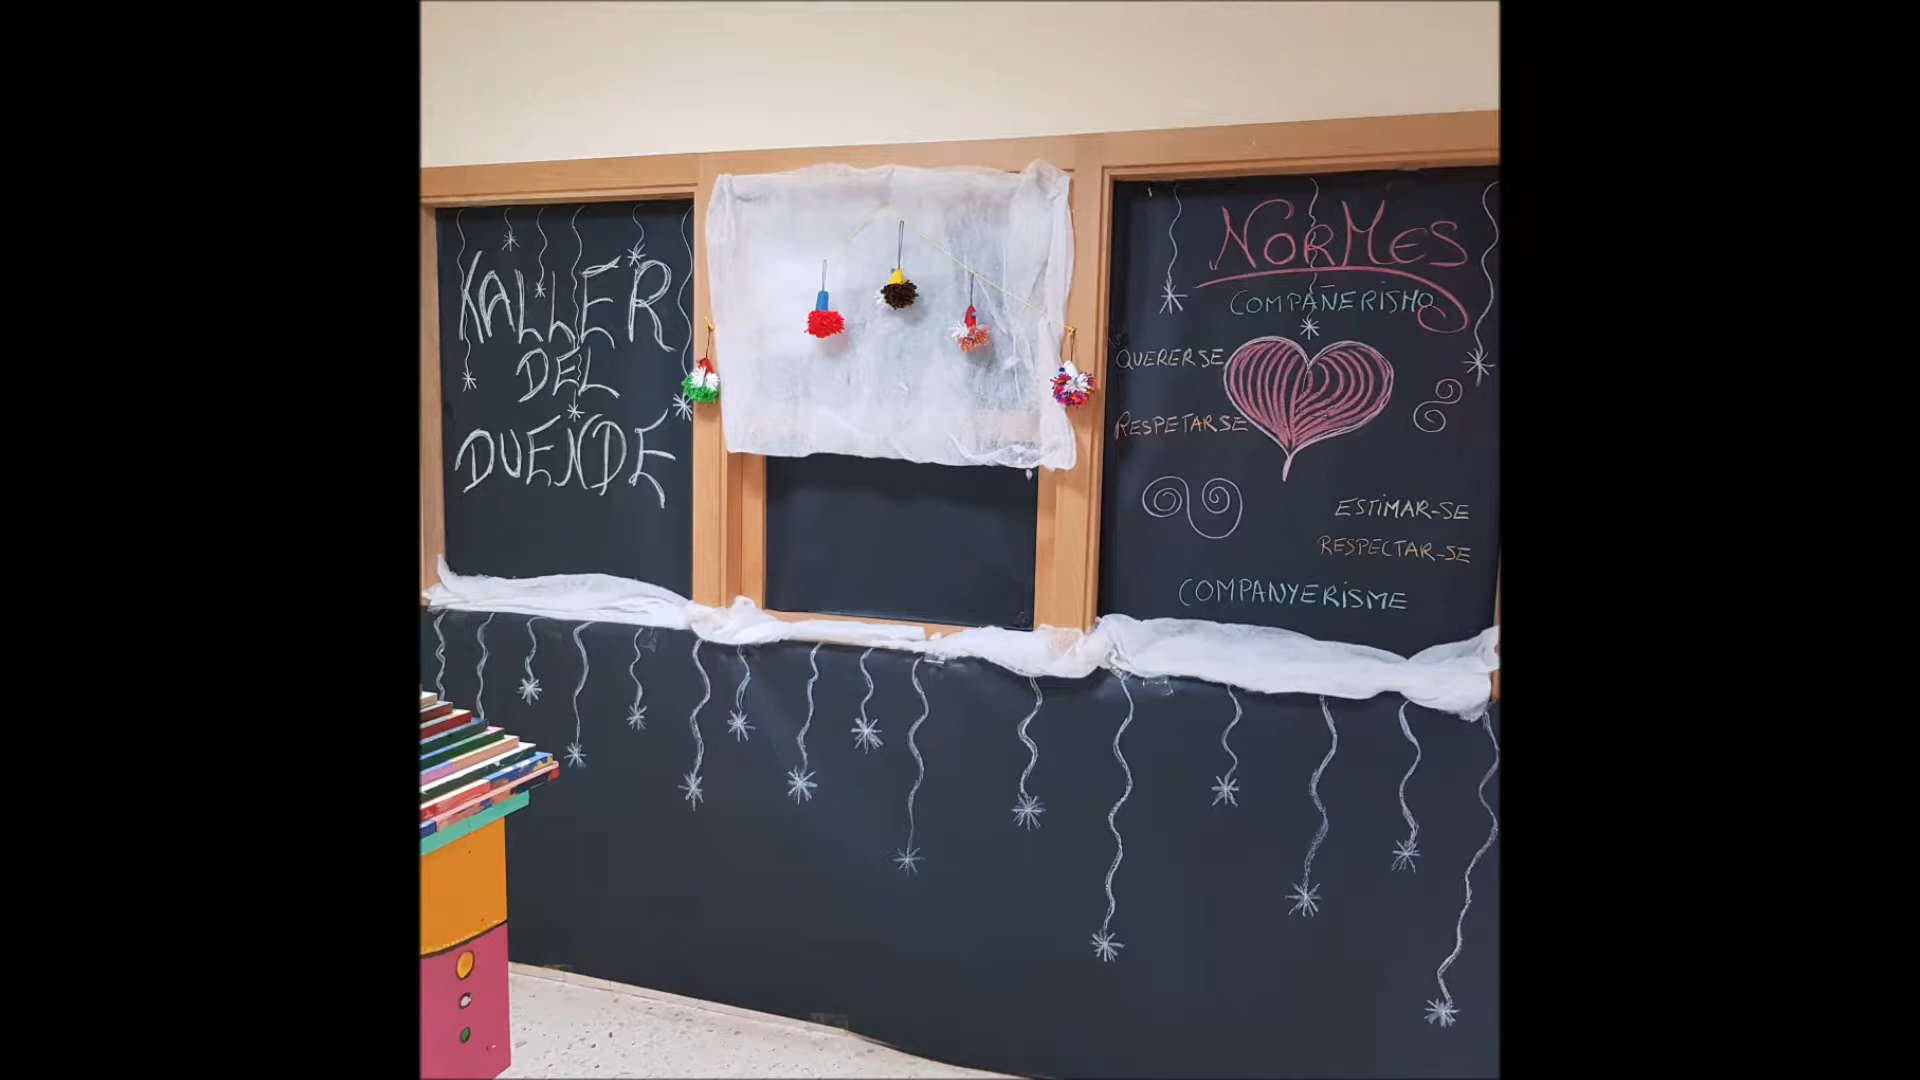 KALLER
DEL
DUENDE
NORMES
COMPAÑERISMO
QUERERSE
RESPETARSE
ESTIMAR-SE
RESPECTAR-SE
COMPANYERISME